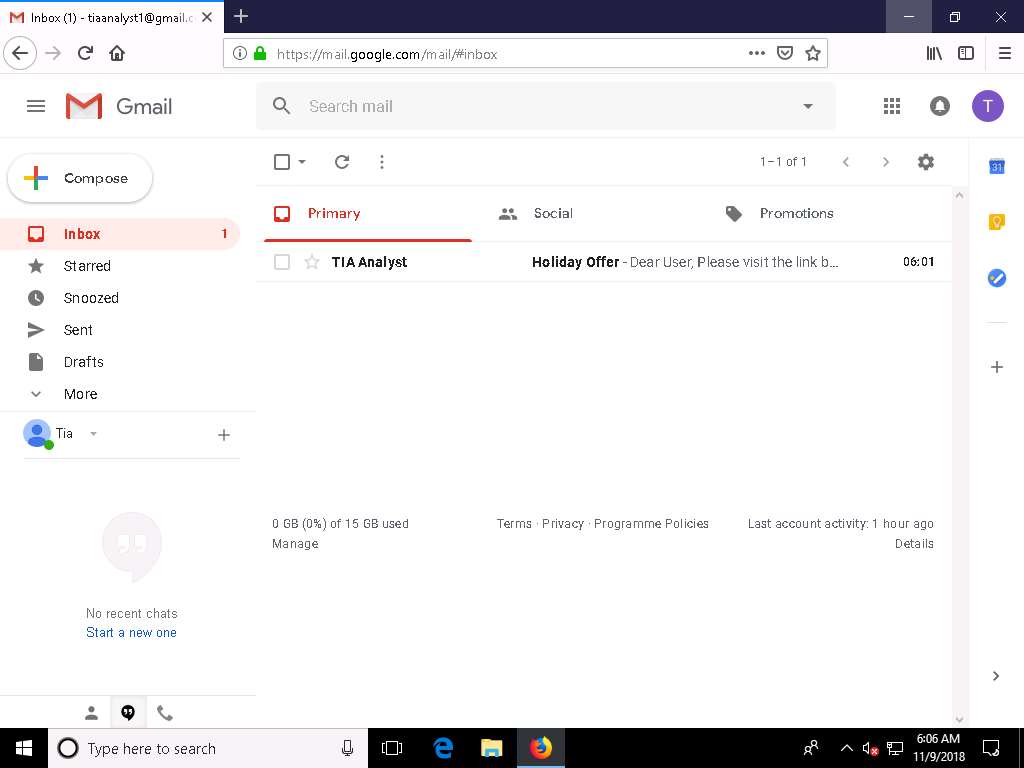 Inbox (1) - tiaanalyst1@gmail.c
https://mail.google.com/mail/#inbox
Gmail
Search mail
T
Compose
1–1 of 1
31
Primary
Social
Promotions
Inbox
1
TIA Analyst
Holiday Offer - Dear User, Please visit the link b...
06:01
Starred
Snoozed
Sent
Drafts
More
Tia
0 GB (0%) of 15 GB used
Manage
Terms · Privacy · Programme Policies
Last account activity: 1 hour ago
Details
No recent chats
Start a new one
Type here to search
6:06 AM
11/9/2018